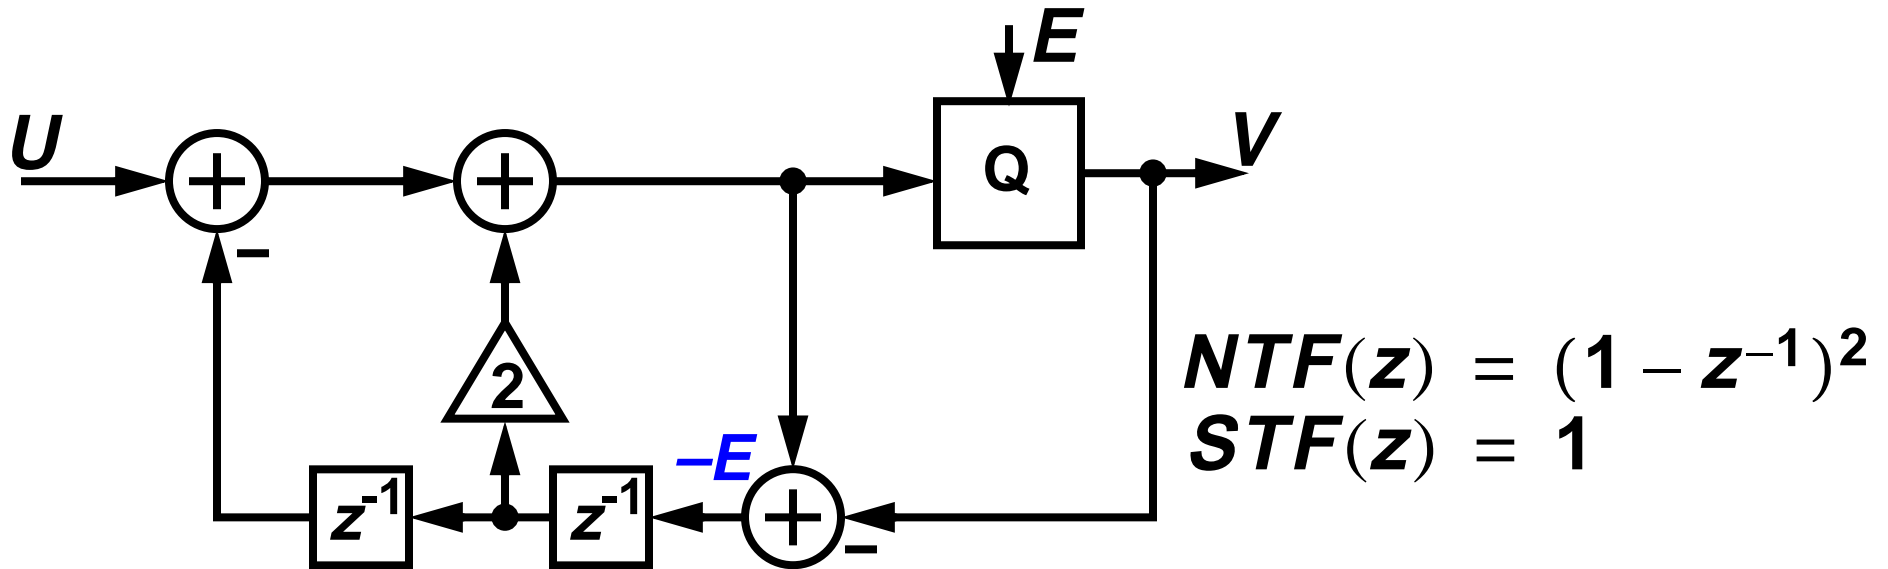 E
U
V
Q
–
2
–E
z⁻¹
z⁻¹
–
NTF(z) = (1 – z⁻¹)²
STF(z) = 1